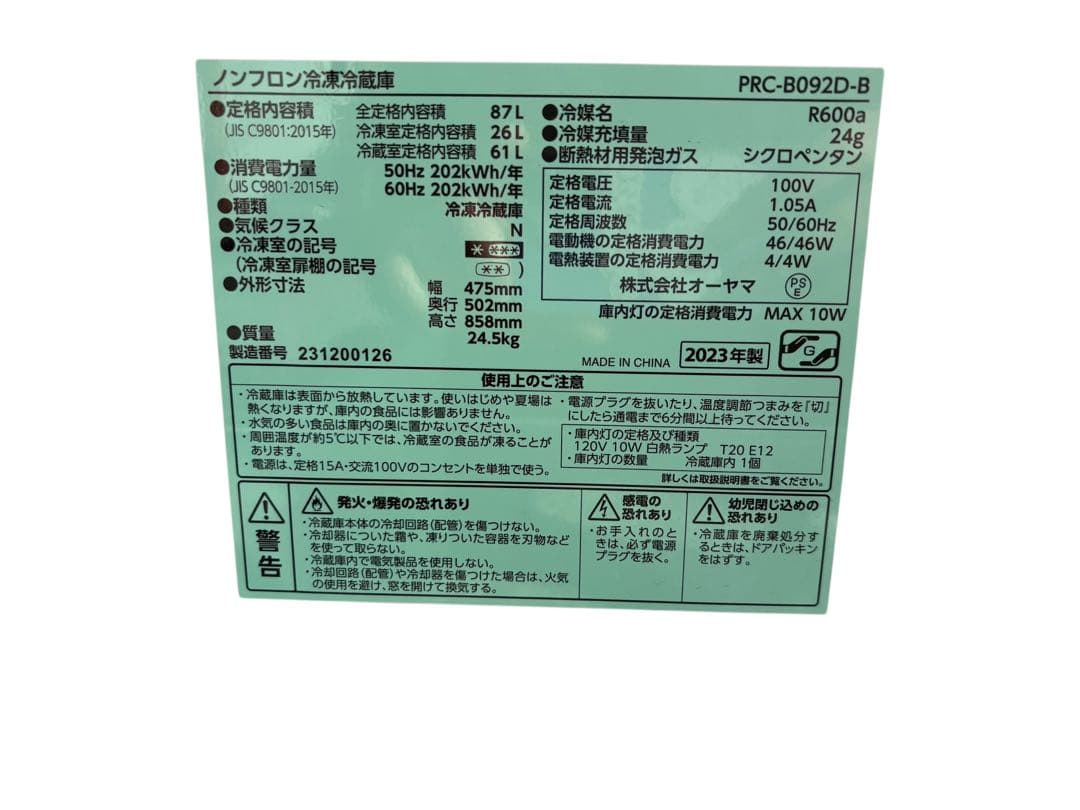 ノンフロン冷凍冷蔵庫 PRC-B092D-B
●定格内容積 全定格内容積 87L
(JIS C9801:2015年) 冷凍室定格内容積 26L
冷蔵室定格内容積 61L
●消費電力量 50Hz 202kWh/年
(JIS C9801-2015年) 60Hz 202kWh/年
●種類 冷凍冷蔵庫
●気候クラス N
●冷凍室の記号 * ***
(冷凍室扉棚の記号 ** )
●外形寸法 幅 475mm
奥行 502mm
高さ 858mm
●質量 24.5kg
製造番号 231200126
●冷媒名 R600a
●冷媒充填量 24g
●断熱材用発泡ガス シクロペンタン
定格電圧 100V
定格電流 1.05A
定格周波数 50/60Hz
電動機の定格消費電力 46/46W
電熱装置の定格消費電力 4/4W
株式会社オーヤマ PSE
庫内灯の定格消費電力 MAX 10W
MADE IN CHINA 2023年製 G
使用上のご注意
・冷蔵庫は表面から放熱しています。使いはじめや夏場は
熱くなりますが、庫内の食品には影響ありません。
・水気の多い食品は庫内の奥に置かないでください。
・周囲温度が約5℃以下では、冷蔵室の食品が凍ることが
あります。
・電源は、定格15A・交流100Vのコンセントを単独で使う。
・電源プラグを抜いたり、温度調節つまみを「切」
にしたら通電まで6分間以上待ってください。
・庫内灯の定格及び種類
120V 10W 白熱ランプ T20 E12
・庫内灯の数量 冷蔵庫内 1個
詳しくは取扱説明書をご覧ください。
警告
発火・爆発の恐れあり
・冷蔵庫本体の冷却回路(配管)を傷つけない。
・冷却器についた霜や、凍りついた容器を刃物など
を使って取らない。
・冷蔵庫内で電気製品を使用しない。
・冷却回路(配管)や冷却器を傷つけた場合は、火気
の使用を避け、窓を開けて換気する。
感電の
恐れあり
・お手入れのと
きは、必ず電源
プラグを抜く。
幼児閉じ込めの
恐れあり
・冷蔵庫を廃棄処分す
るときは、ドアパッキン
をはずす。